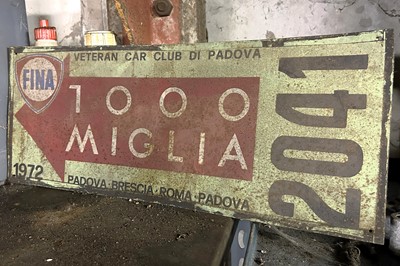 VETERAN CAR CLUB DI PADOVA
FINA
1000
MIGLIA
1972
PADOVA·BRESCIA·ROMA·PADOVA
2041